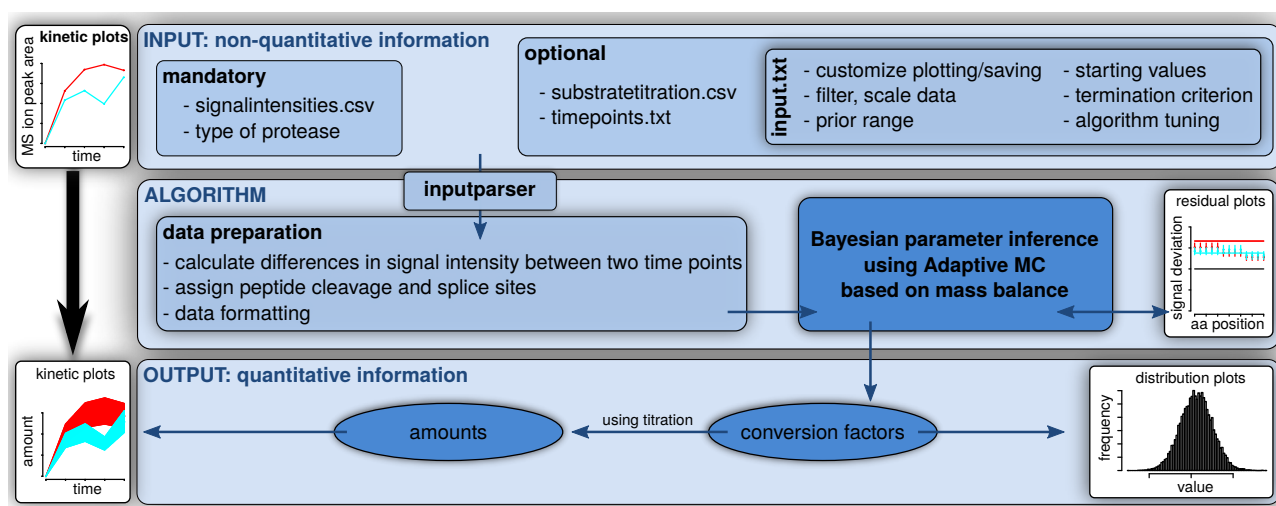 kinetic plots
MS ion peak area
time
INPUT: non-quantitative information
mandatory
- signalintensities.csv
- type of protease
optional
- substratetitration.csv
- timepoints.txt
input.txt
- customize plotting/saving
- filter, scale data
- prior range
- starting values
- termination criterion
- algorithm tuning
inputparser
ALGORITHM
data preparation
- calculate differences in signal intensity between two time points
- assign peptide cleavage and splice sites
- data formatting
Bayesian parameter inference
using Adaptive MC
based on mass balance
residual plots
signal deviation
aa position
OUTPUT: quantitative information
kinetic plots
amount
time
amounts
using titration
conversion factors
distribution plots
frequency
value